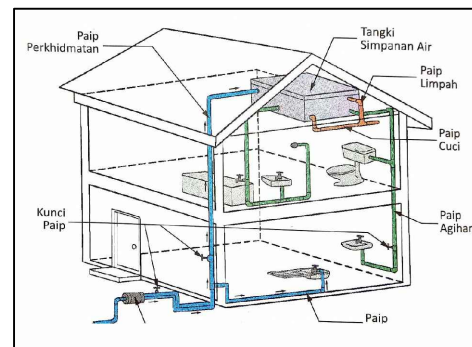 Paip
Perkhidmatan
Tangki
Simpanan Air
Paip
Limpah
Paip
Cuci
Kunci
Paip
Paip
Agihan
Paip